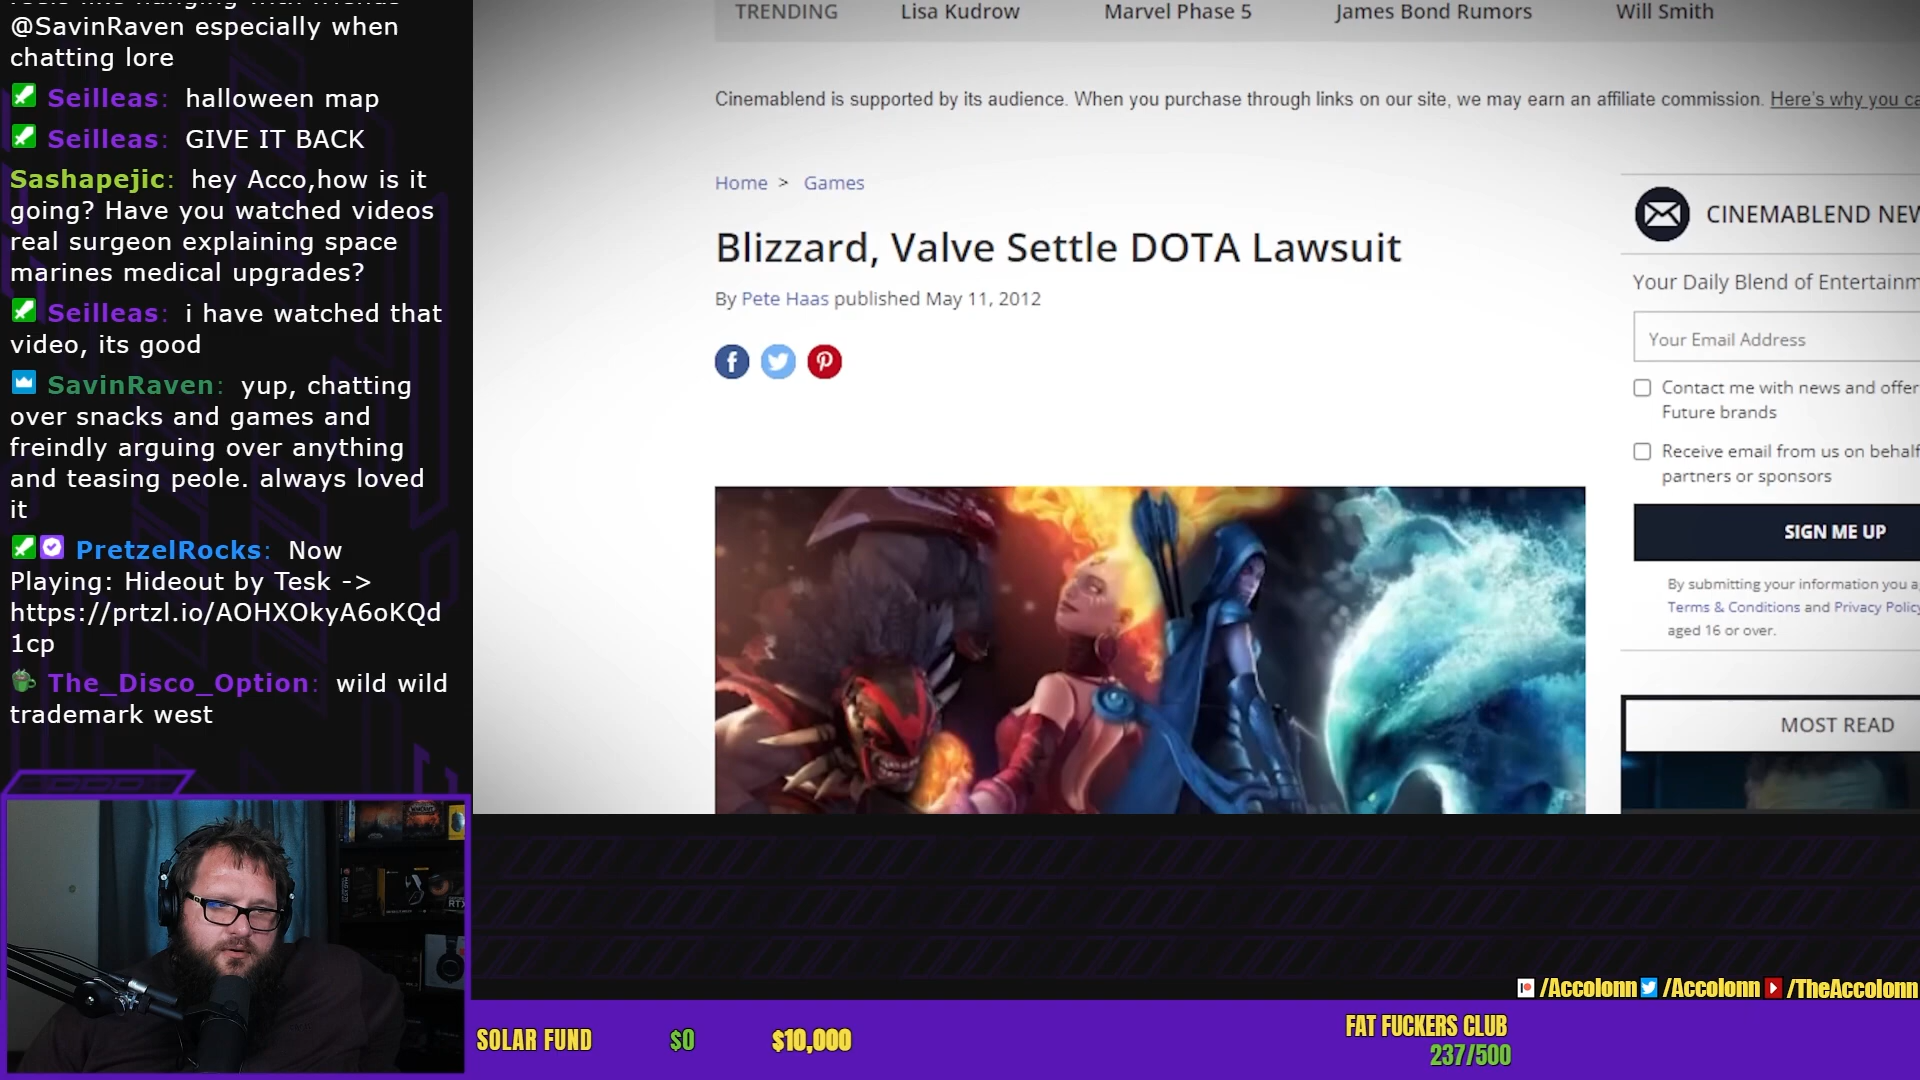 @SavinRaven especially when
chatting lore
Seilleas: halloween map
Seilleas: GIVE IT BACK
Sashapejic: hey Acco,how is it
going? Have you watched videos
real surgeon explaining space
marines medical upgrades?
Seilleas: i have watched that
video, its good
SavinRaven: yup, chatting
over snacks and games and
freindly arguing over anything
and teasing peole. always loved
it
PretzelRocks: Now
Playing: Hideout by Tesk ->
https://prtzl.io/AOHXOkyA6oKQd
1cp
The_Disco_Option: wild wild
trademark west
TRENDING Lisa Kudrow Marvel Phase 5 James Bond Rumors Will Smith
Cinemablend is supported by its audience. When you purchase through links on our site, we may earn an affiliate commission. Here's why you ca
Home > Games
Blizzard, Valve Settle DOTA Lawsuit
By Pete Haas published May 11, 2012
CINEMABLEND NEW
Your Daily Blend of Entertainm
Your Email Address
Contact me with news and offer
Future brands
Receive email from us on behalf
partners or sponsors
SIGN ME UP
By submitting your information you a
Terms & Conditions and Privacy Policy
aged 16 or over.
MOST READ
/Accolonn /Accolonn /TheAccolonn
SOLAR FUND $0 $10,000
FAT FUCKERS CLUB
237/500